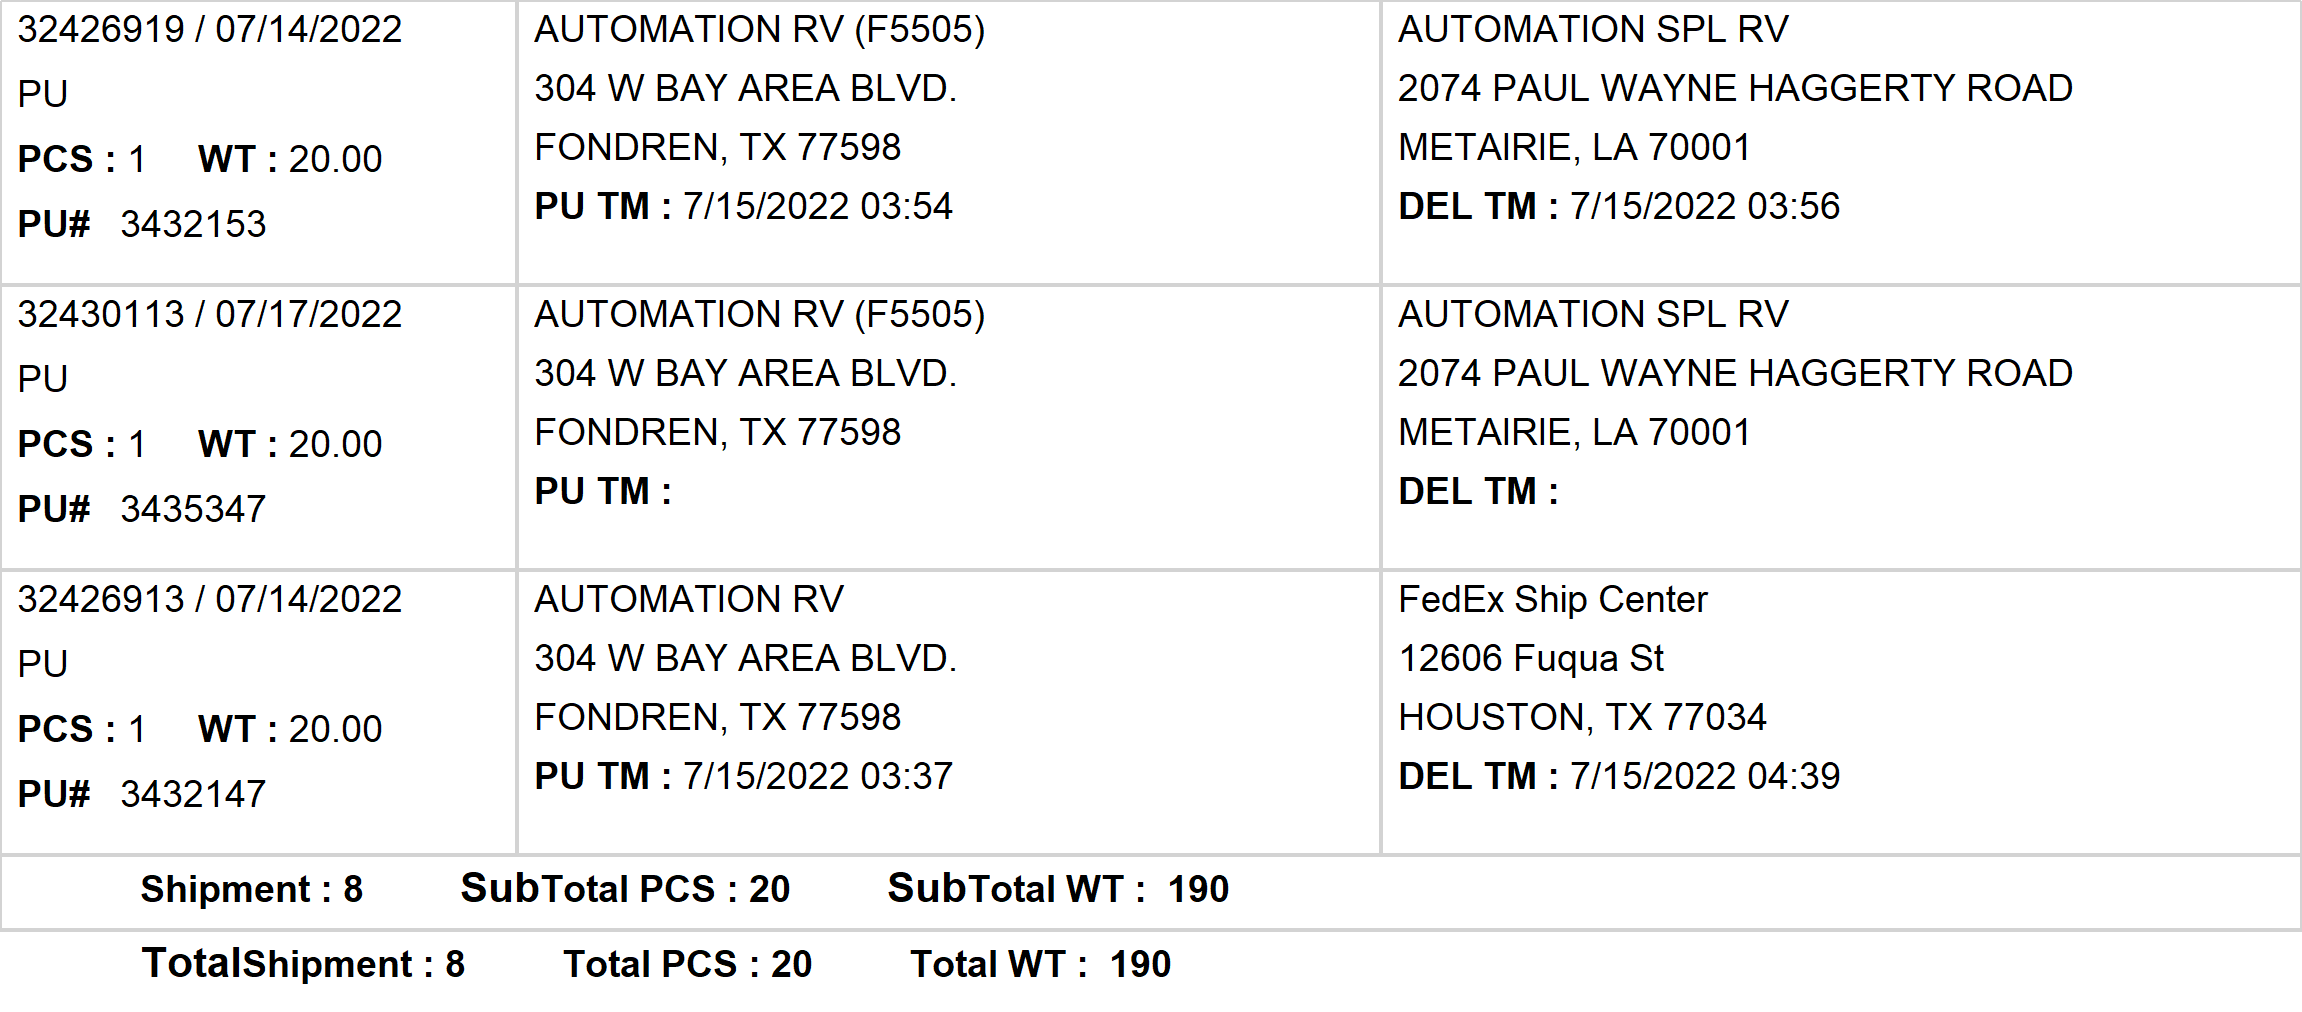 32426919 / 07/14/2022
PU
PCS : 1 WT : 20.00
PU# 3432153
AUTOMATION RV (F5505)
304 W BAY AREA BLVD.
FONDREN, TX 77598
PU TM : 7/15/2022 03:54
AUTOMATION SPL RV
2074 PAUL WAYNE HAGGERTY ROAD
METAIRIE, LA 70001
DEL TM : 7/15/2022 03:56
32430113 / 07/17/2022
PU
PCS : 1 WT : 20.00
PU# 3435347
AUTOMATION RV (F5505)
304 W BAY AREA BLVD.
FONDREN, TX 77598
PU TM :
AUTOMATION SPL RV
2074 PAUL WAYNE HAGGERTY ROAD
METAIRIE, LA 70001
DEL TM :
32426913 / 07/14/2022
PU
PCS : 1 WT : 20.00
PU# 3432147
AUTOMATION RV
304 W BAY AREA BLVD.
FONDREN, TX 77598
PU TM : 7/15/2022 03:37
FedEx Ship Center
12606 Fuqua St
HOUSTON, TX 77034
DEL TM : 7/15/2022 04:39
Shipment : 8 SubTotal PCS : 20 SubTotal WT : 190
TotalShipment : 8 Total PCS : 20 Total WT : 190